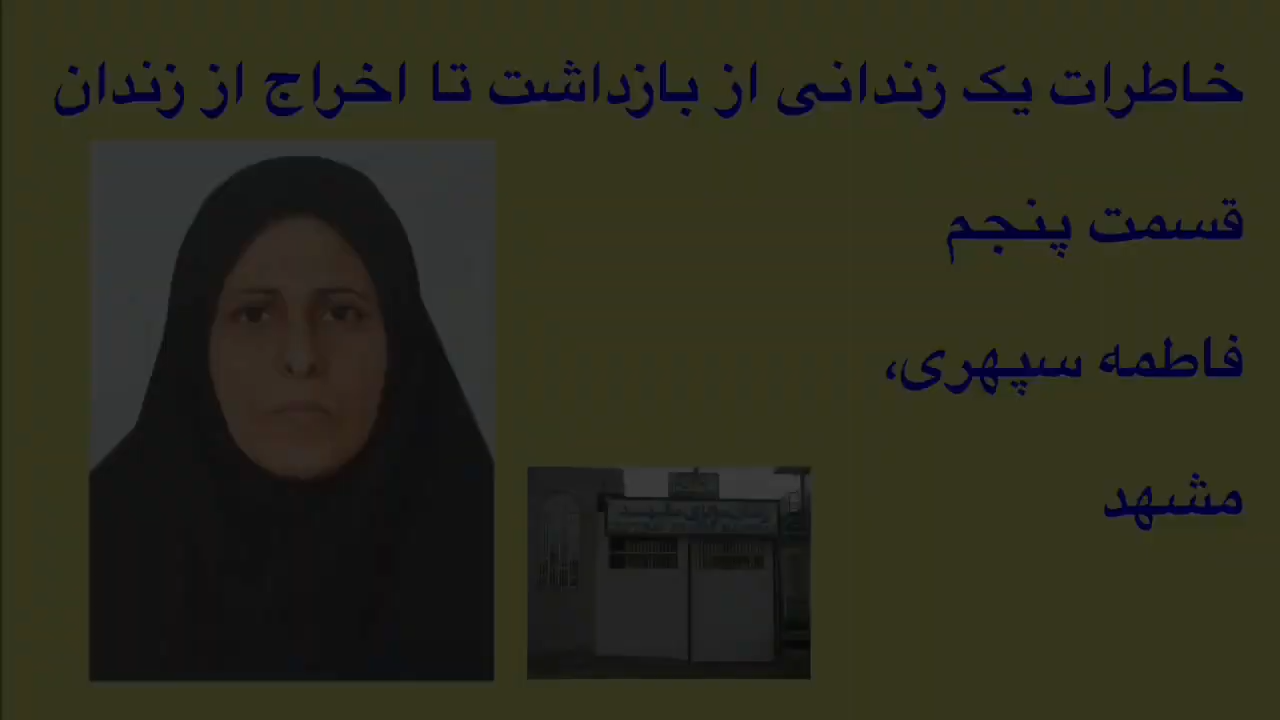 خاطرات یک زندانی از بازداشت تا اخراج از زندان
قسمت پنجم
فاطمه سپهری،
مشهد